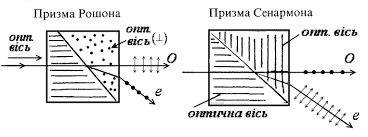 Призма Рошона
опт.
вісь
опт.
вісь(⊥)
O
e
Призма Сенармона
опт. вісь
O
оптична вісь
e